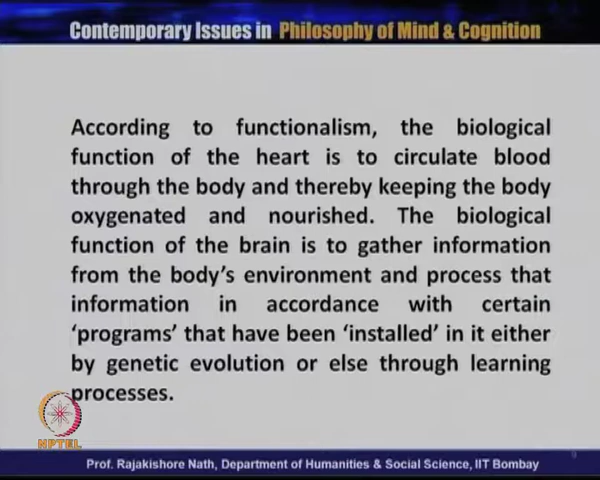 Contemporary Issues in Philosophy of Mind & Cognition
According to functionalism, the biological
function of the heart is to circulate blood
through the body and thereby keeping the body
oxygenated and nourished. The biological
function of the brain is to gather information
from the body's environment and process that
information in accordance with certain
'programs' that have been 'installed' in it either
by genetic evolution or else through learning
processes.
NPTEL
9
Prof. Rajakishore Nath, Department of Humanities & Social Science, IIT Bombay